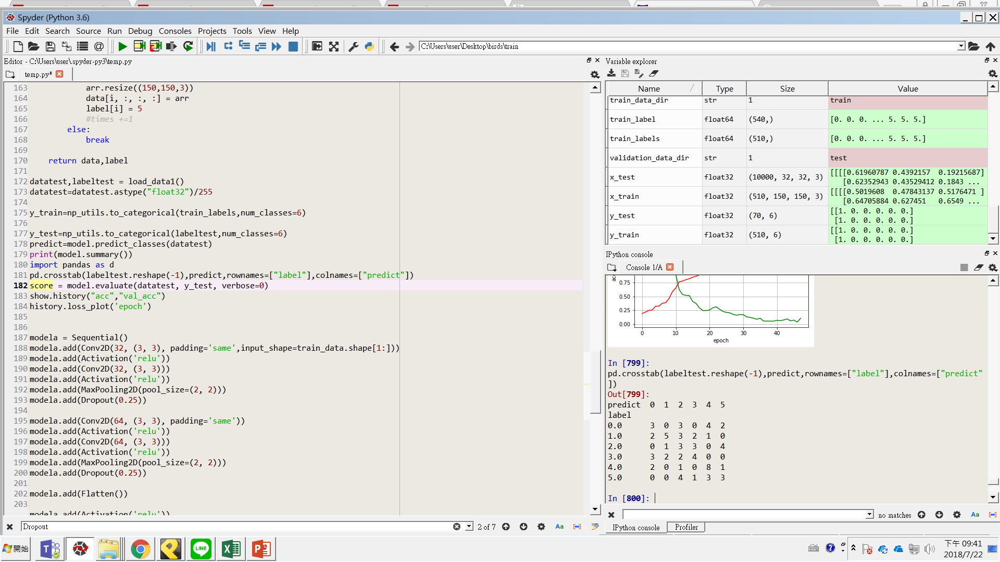 Spyder (Python 3.6)
File Edit Search Source Run Debug Consoles Projects Tools View Help
C:\Users\user\Desktop\birds\train
Editor - C:\Users\user\.spyder-py3\temp.py
temp.py*
163 arr.resize((150,150,3))
164 data[i, :, :, :] = arr
165 label[i] = 5
166 #times +=1
167 else:
168 break
169
170 return data,label
171
172 datatest,labeltest = load_data1()
173 datatest=datatest.astype("float32")/255
174
175 y_train=np_utils.to_categorical(train_labels,num_classes=6)
176
177 y_test=np_utils.to_categorical(labeltest,num_classes=6)
178 predict=model.predict_classes(datatest)
179 print(model.summary())
180 import pandas as d
181 pd.crosstab(labeltest.reshape(-1),predict,rownames=["label"],colnames=["predict"])
182 score = model.evaluate(datatest, y_test, verbose=0)
183 show.history("acc","val_acc")
184 history.loss_plot('epoch')
185
186
187 modela = Sequential()
188 modela.add(Conv2D(32, (3, 3), padding='same',input_shape=train_data.shape[1:]))
189 modela.add(Activation('relu'))
190 modela.add(Conv2D(32, (3, 3)))
191 modela.add(Activation('relu'))
192 modela.add(MaxPooling2D(pool_size=(2, 2)))
193 modela.add(Dropout(0.25))
194
195 modela.add(Conv2D(64, (3, 3), padding='same'))
196 modela.add(Activation('relu'))
197 modela.add(Conv2D(64, (3, 3)))
198 modela.add(Activation('relu'))
199 modela.add(MaxPooling2D(pool_size=(2, 2)))
200 modela.add(Dropout(0.25))
201
202 modela.add(Flatten())
203
modela.add(Activation('relu'))
Dropout
2 of 7
Aa
Variable explorer
Name Type Size Value
train_data_dir str 1 train
train_label float64 (540,) [0. 0. 0. ... 5. 5. 5.]
train_labels float64 (510,) [0. 0. 0. ... 5. 5. 5.]
validation_data_dir str 1 test
x_test float32 (10000, 32, 32, 3) [[[[0.61960787 0.4392157 0.19215687]
[0.62352943 0.43529412 0.1843 ...
x_train float32 (510, 150, 150, 3) [[[[0.5019608 0.47843137 0.5176471 ]
[0.64705884 0.627451 0.6549 ...
y_test float32 (70, 6) [[1. 0. 0. 0. 0. 0.]
[1. 0. 0. 0. 0. 0.]
y_train float32 (510, 6) [[1. 0. 0. 0. 0. 0.]
[1. 0. 0. 0. 0. 0.]
IPython console
Console 1/A
0.75
0.50
0.25
0.00
0 10 20 30 40
epoch
In [799]:
pd.crosstab(labeltest.reshape(-1),predict,rownames=["label"],colnames=["predict"
])
Out[799]:
predict 0 1 2 3 4 5
label
0.0 3 0 3 0 4 2
1.0 2 5 3 2 1 0
2.0 0 1 3 3 0 4
3.0 3 2 2 4 0 0
4.0 2 0 1 0 8 1
5.0 0 0 4 1 3 3
In [800]:
no matches
Aa
IPython console Profiler
開始
LINE
下午 09:41
2018/7/22